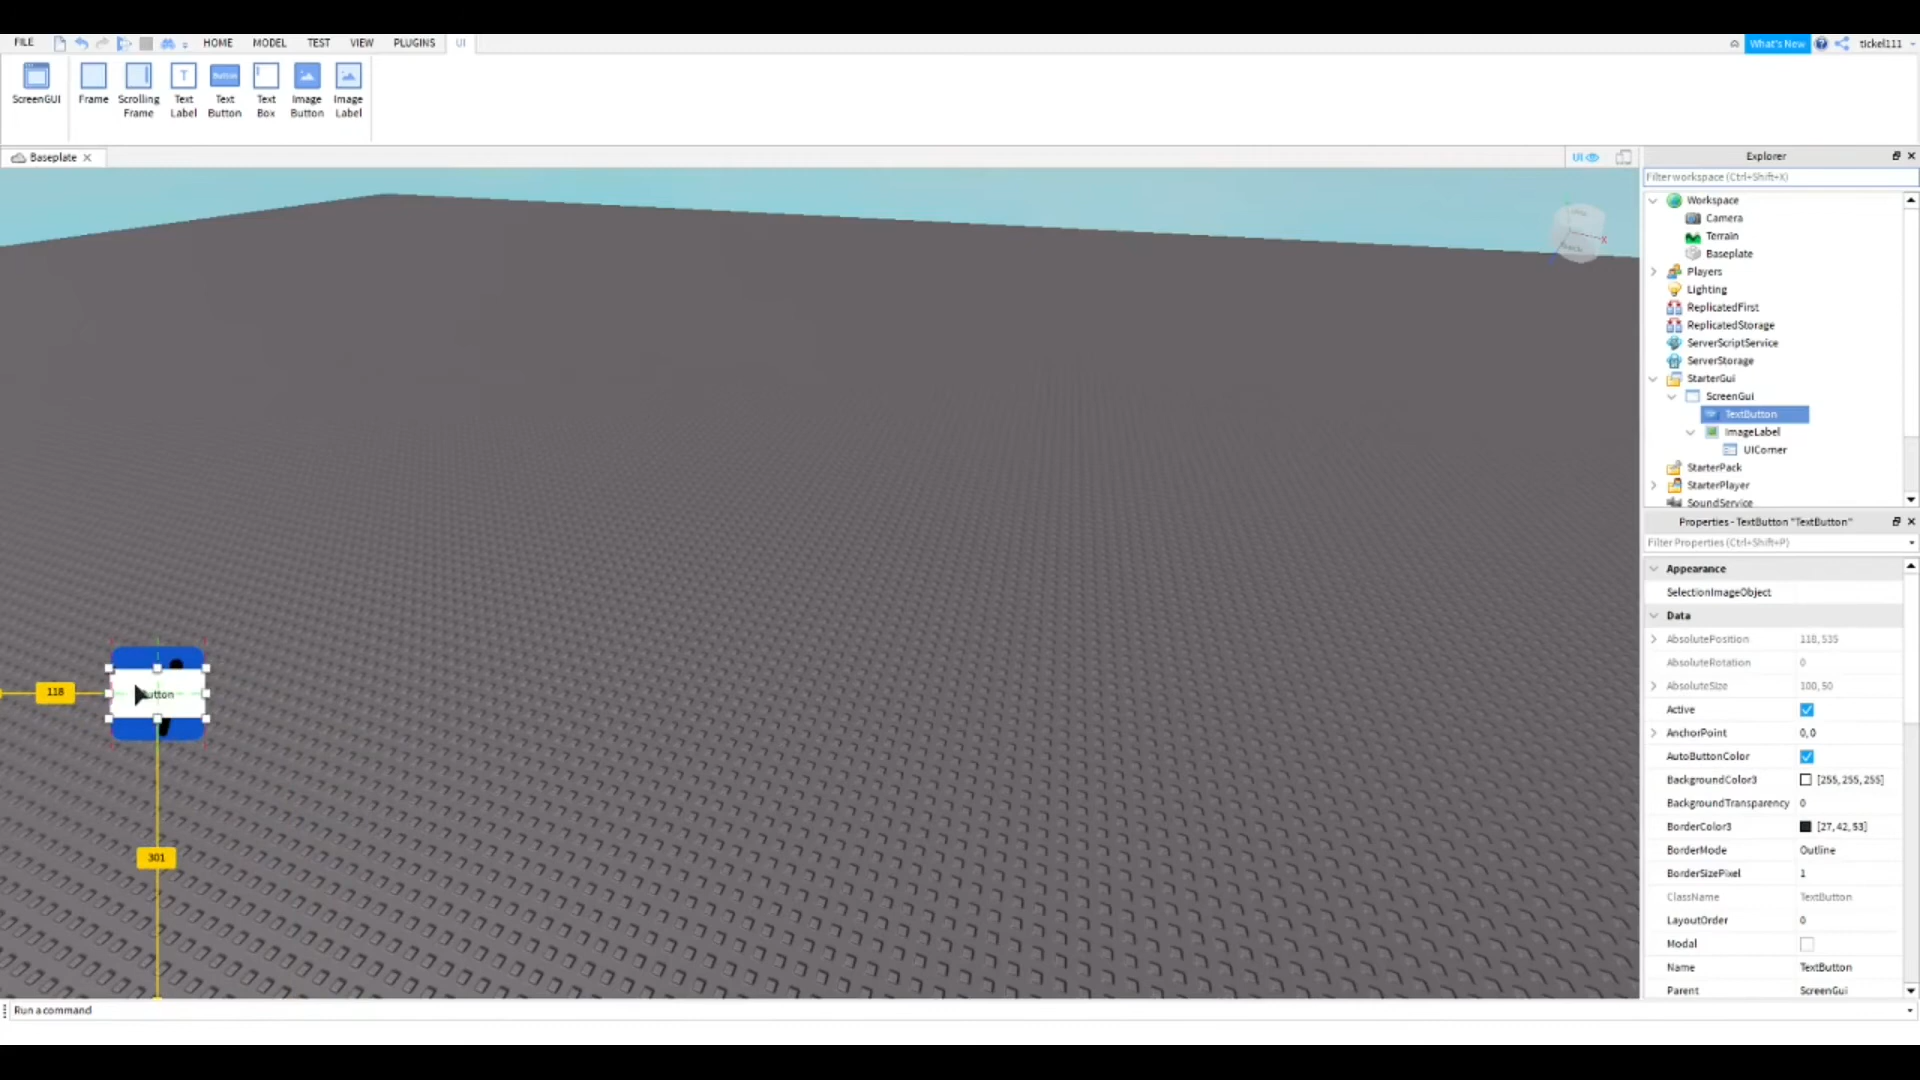 FILE HOME MODEL TEST VIEW PLUGINS UI What's New tickel111
ScreenGUI Frame Scrolling Frame Text Label Button Text Button Text Box Image Button Image Label
Baseplate UI
Explorer
Filter workspace (Ctrl+Shift+X)
Workspace
Camera
Terrain
Baseplate
Players
Lighting
ReplicatedFirst
ReplicatedStorage
ServerScriptService
ServerStorage
StarterGui
ScreenGui
TextButton
ImageLabel
UICorner
StarterPack
StarterPlayer
SoundService
Properties - TextButton "TextButton"
Filter Properties (Ctrl+Shift+P)
Appearance
SelectionImageObject
Data
AbsolutePosition 118, 535
AbsoluteRotation 0
AbsoluteSize 100, 50
Active
AnchorPoint 0, 0
AutoButtonColor
BackgroundColor3 [255, 255, 255]
BackgroundTransparency 0
BorderColor3 [27, 42, 53]
BorderMode Outline
BorderSizePixel 1
ClassName TextButton
LayoutOrder 0
Modal
Name TextButton
Parent ScreenGui
118
Button
301
X
Run a command